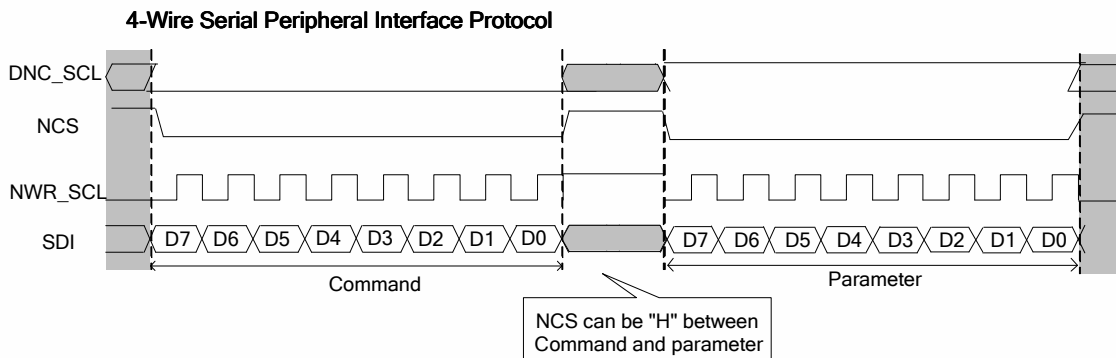 4-Wire Serial Peripheral Interface Protocol
DNC_SCL
NCS
NWR_SCL
SDI D7 D6 D5 D4 D3 D2 D1 D0 D7 D6 D5 D4 D3 D2 D1 D0
Command Parameter
NCS can be "H" between
Command and parameter